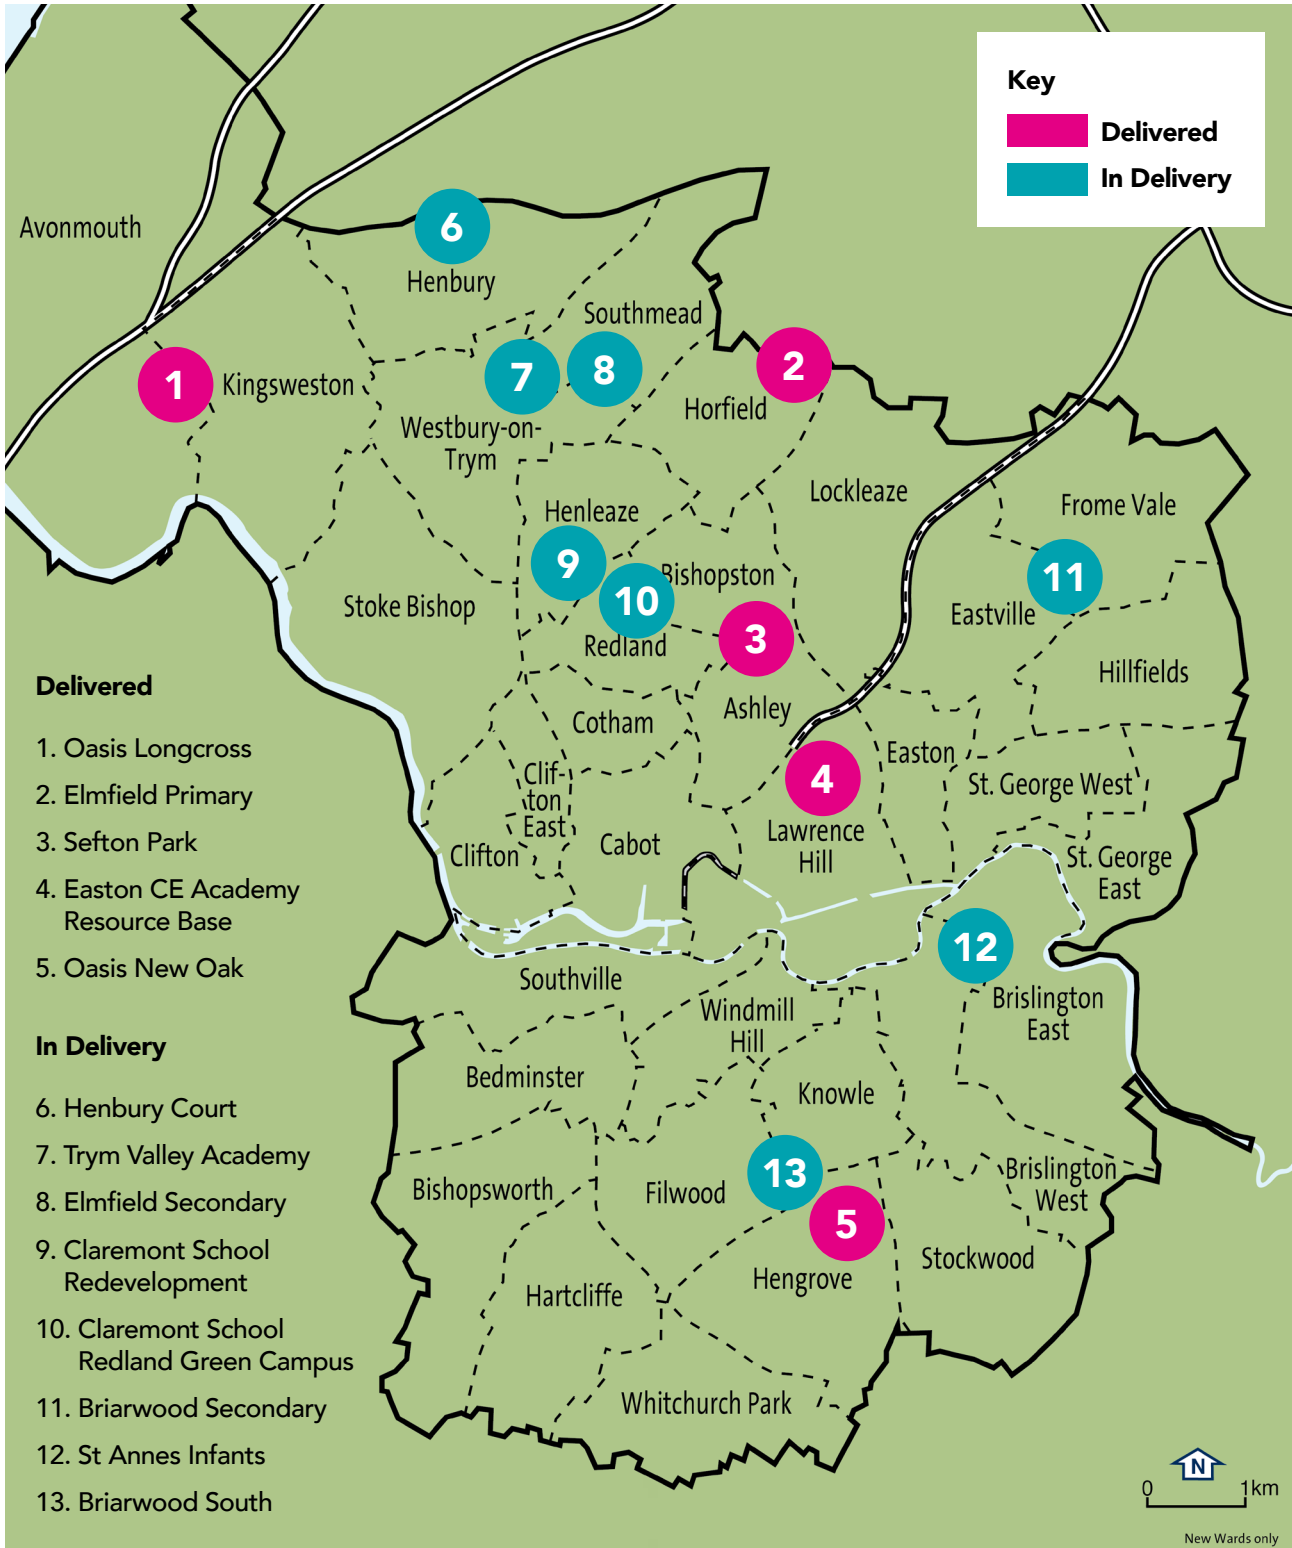 Key
Delivered
In Delivery
Avonmouth
6
Henbury
Southmead
1
Kingsweston
7
8
2
Horfield
Westbury-on-
Trym
Lockleaze
Frome Vale
Henleaze
9
10
Bishopston
11
Stoke Bishop
Redland
3
Eastville
Hillfields
Cotham
Ashley
Easton
Clif-
ton
East
4
St. George West
Clifton
Cabot
Lawrence
Hill
St. George
East
12
Southville
Windmill
Hill
Brislington
East
Bedminster
Knowle
Bishopsworth
Filwood
13
5
Brislington
West
Hartcliffe
Hengrove
Stockwood
Whitchurch Park
Delivered
1. Oasis Longcross
2. Elmfield Primary
3. Sefton Park
4. Easton CE Academy
Resource Base
5. Oasis New Oak
In Delivery
6. Henbury Court
7. Trym Valley Academy
8. Elmfield Secondary
9. Claremont School
Redevelopment
10. Claremont School
Redland Green Campus
11. Briarwood Secondary
12. St Annes Infants
13. Briarwood South
N
0 1km
New Wards only